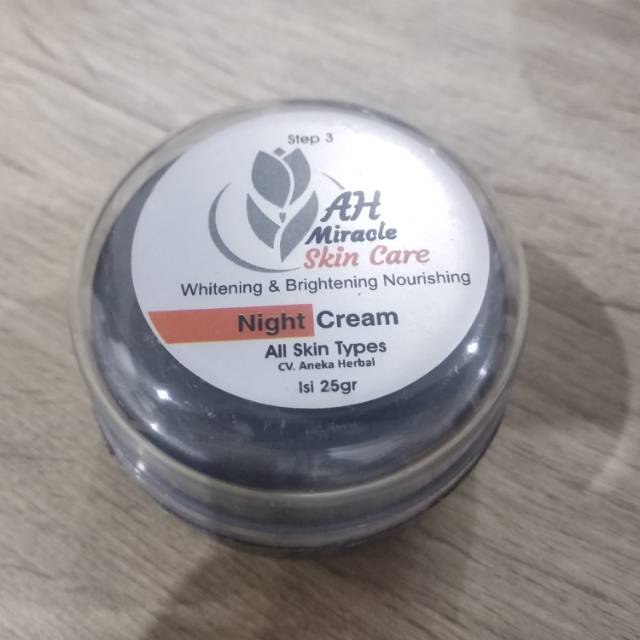 Step 3
AH
Miracle
Skin Care
Whitening & Brightening Nourishing
Night Cream
All Skin Types
CV. Aneka Herbal
Isi 25gr